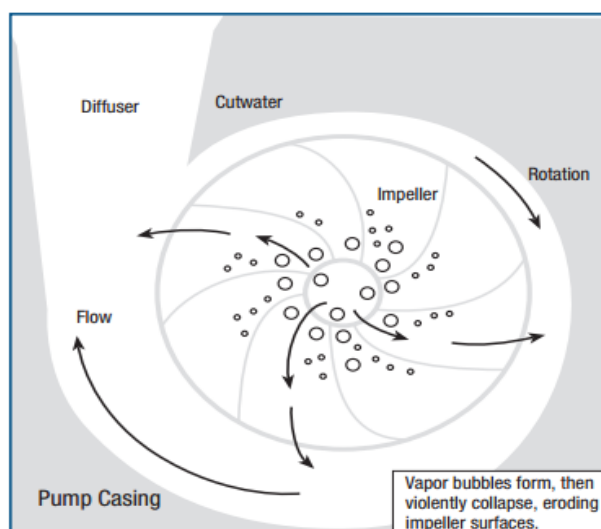 Diffuser
Cutwater
Rotation
Impeller
Flow
Pump Casing
Vapor bubbles form, then
violently collapse, eroding
impeller surfaces.